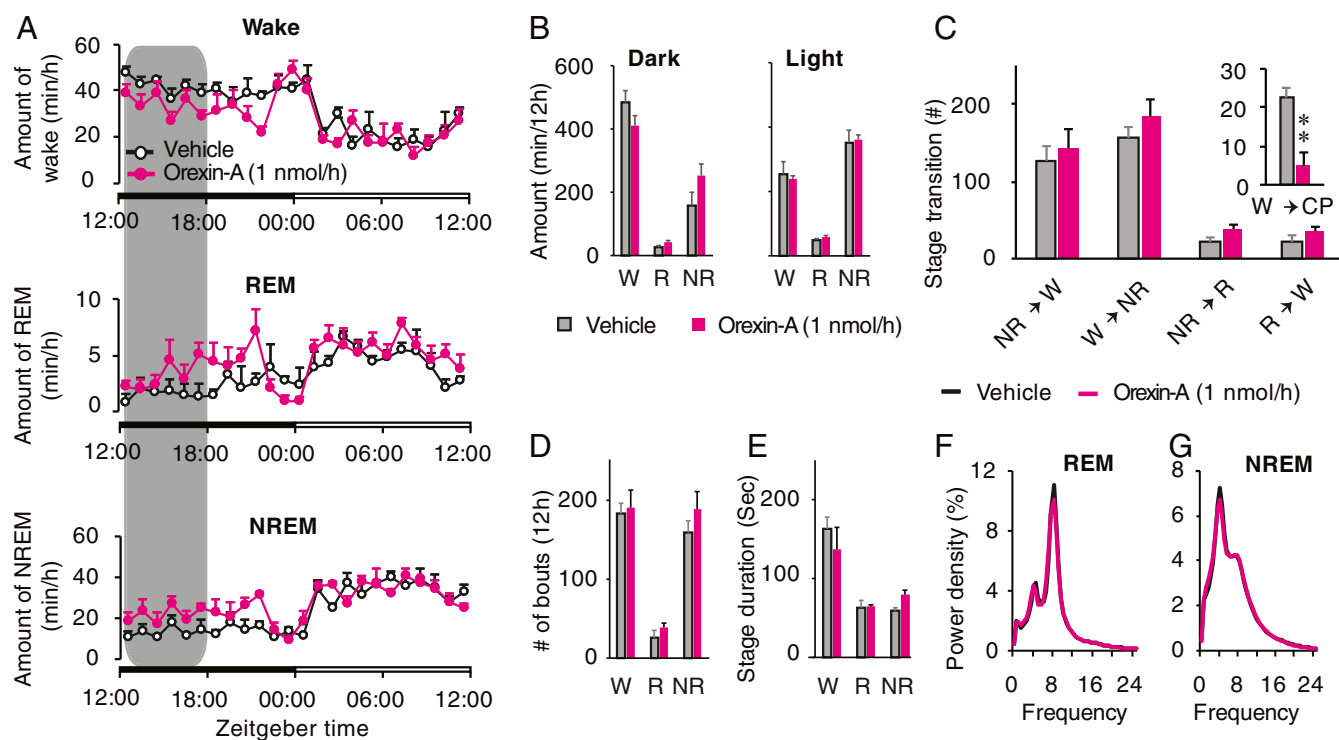 A
Wake
Amount of
wake (min/h)
60
40
20
0
Vehicle
Orexin-A (1 nmol/h)
12:00 18:00 00:00 06:00 12:00
REM
Amount of REM
(min/h)
10
5
0
12:00 18:00 00:00 06:00 12:00
NREM
Amount of NREM
(min/h)
60
40
20
0
12:00 18:00 00:00 06:00 12:00
Zeitgeber time
B
Dark Light
Amount (min/12h)
600
400
200
0
W R NR W R NR
Vehicle Orexin-A (1 nmol/h)
C
Stage transition (#)
200
100
0
NR → W W → NR NR → R R → W
30
20
10
0
**
W → CP
Vehicle Orexin-A (1 nmol/h)
D
# of bouts (12h)
200
100
0
W R NR
E
Stage duration (Sec)
200
100
0
W R NR
F
REM
Power density (%)
12
8
4
0
0 8 16 24
Frequency
G
NREM
8
6
4
2
0
0 8 16 24
Frequency